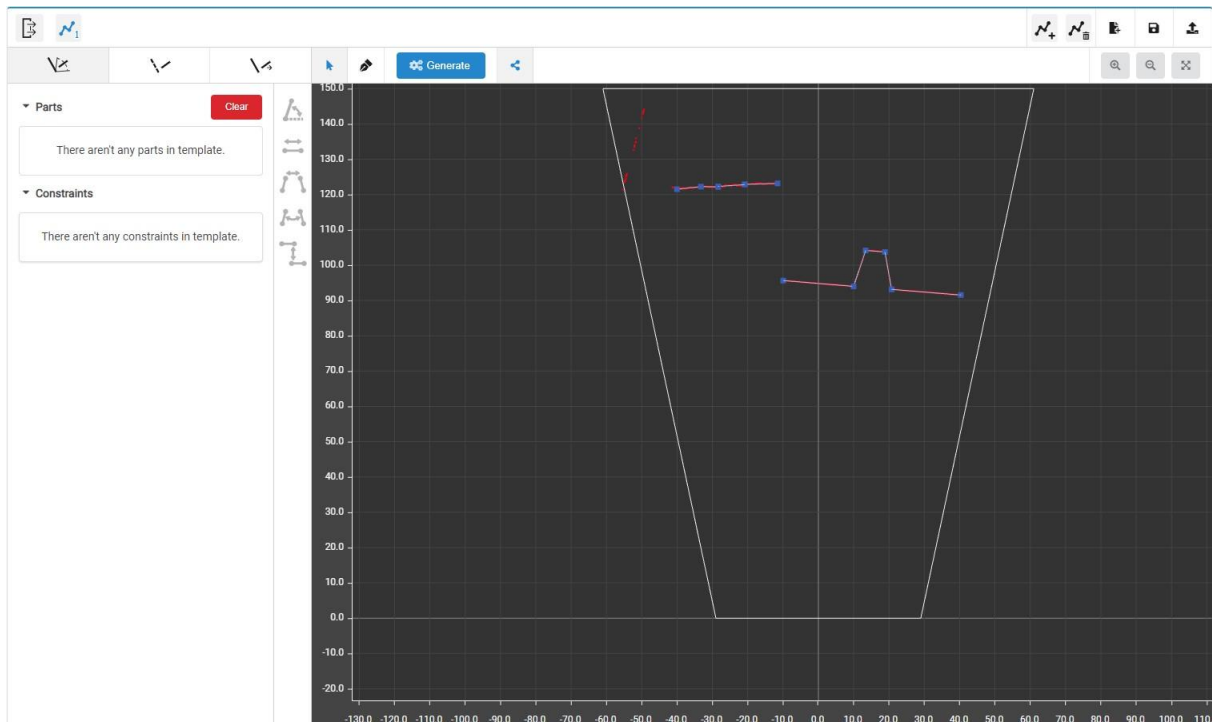 1
Generate
Parts
Clear
There aren't any parts in template.
Constraints
There aren't any constraints in template.
150.0
140.0
130.0
120.0
110.0
100.0
90.0
80.0
70.0
60.0
50.0
40.0
30.0
20.0
10.0
0.0
-10.0
-20.0
-130.0 -120.0 -110.0 -100.0 -90.0 -80.0 -70.0 -60.0 -50.0 -40.0 -30.0 -20.0 -10.0 0.0 10.0 20.0 30.0 40.0 50.0 60.0 70.0 80.0 90.0 100.0 110